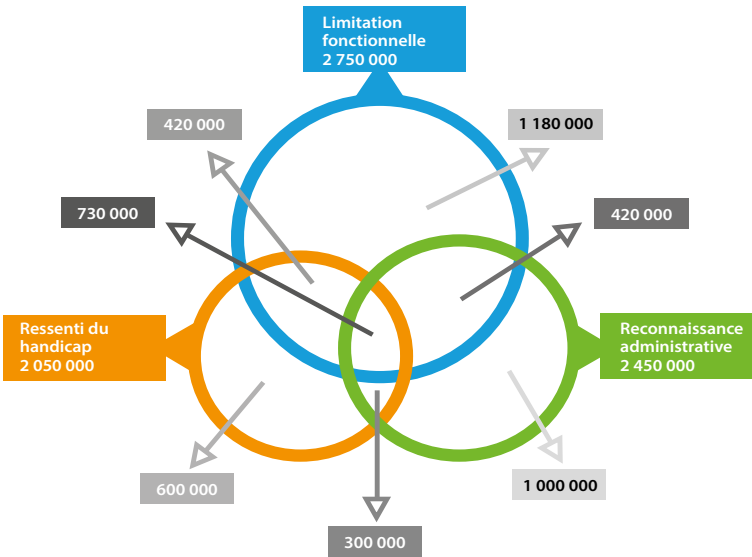 Limitation
fonctionnelle
2 750 000
420 000
1 180 000
730 000
420 000
Ressenti du
handicap
2 050 000
Reconnaissance
administrative
2 450 000
600 000
1 000 000
300 000